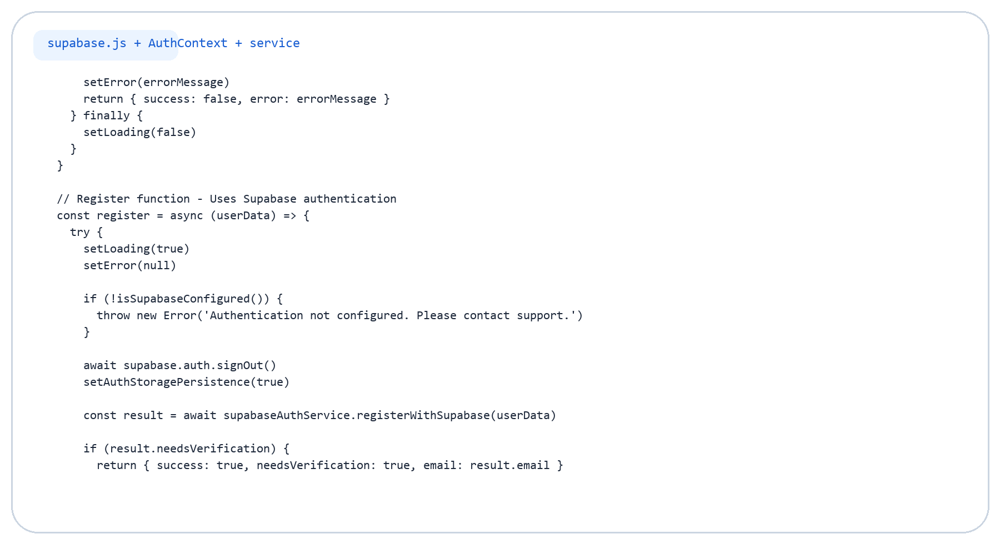 supabase.js + AuthContext + service
setError(errorMessage)
return { success: false, error: errorMessage }
} finally {
setLoading(false)
}
}
// Register function - Uses Supabase authentication
const register = async (userData) => {
try {
setLoading(true)
setError(null)
if (!isSupabaseConfigured()) {
throw new Error('Authentication not configured. Please contact support.')
}
await supabase.auth.signOut()
setAuthStoragePersistence(true)
const result = await supabaseAuthService.registerWithSupabase(userData)
if (result.needsVerification) {
return { success: true, needsVerification: true, email: result.email }